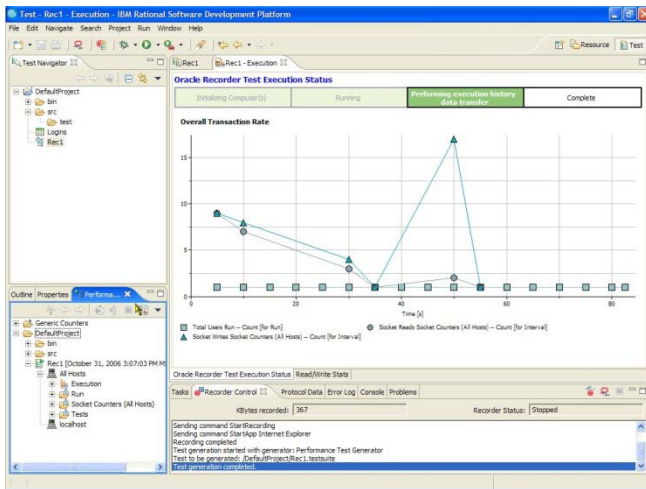 Test - Rec1 - Execution - IBM Rational Software Development Platform
File Edit Navigate Search Project Run Window Help
Resource Test
Test Navigator
DefaultProject
bin
src
test
Logins
Rec1
Rec1 Rec1 - Execution
Oracle Recorder Test Execution Status
Initializing Computer(s) Running Performing execution history data transfer Complete
Overall Transaction Rate
15
10
5
0
0 20 40 60 80
Time [s]
Total Users Run -- Count [for Run] Socket Reads Socket Counters (All Hosts) -- Count [for Interval]
Socket Writes Socket Counters (All Hosts) -- Count [for Interval]
Oracle Recorder Test Execution Status Read/Write Stats
Outline Properties Performa...
Generic Counters
DefaultProject
bin
src
Rec1 [October 31, 2006 3:07:03 PM
All Hosts
Execution
Run
Socket Counters (All Hosts)
Tests
localhost
Tasks Recorder Control Protocol Data Error Log Console Problems
KBytes recorded: 367 Recorder Status: Stopped
Sending command StartRecording
Sending command StartApp Internet Explorer
Recording completed
Test generation started with generator: Performance Test Generator
Test to be generated: /DefaultProject/Rec1.testsuite
Test generation completed.